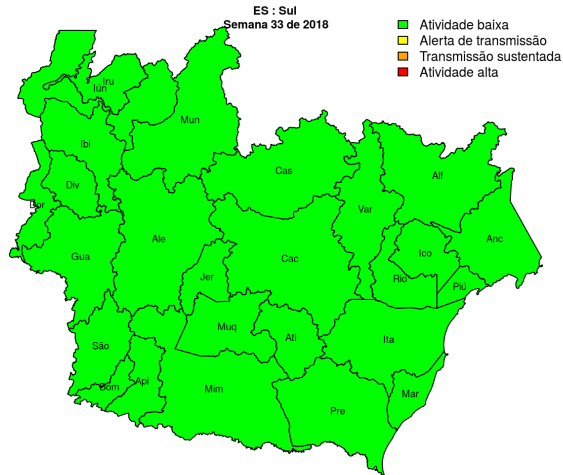 ES : Sul
Semana 33 de 2018
Atividade baixa
Alerta de transmissão
Transmissão sustentada
Atividade alta
Iru
Iún
Mun
Ibi
Cas
Alf
Div
Dor
Var
Ale
Anc
Ico
Gua
Cac
Jer
Rio
Piú
Muq
Ati
Ita
São
Api
Bom
Mim
Mar
Pre